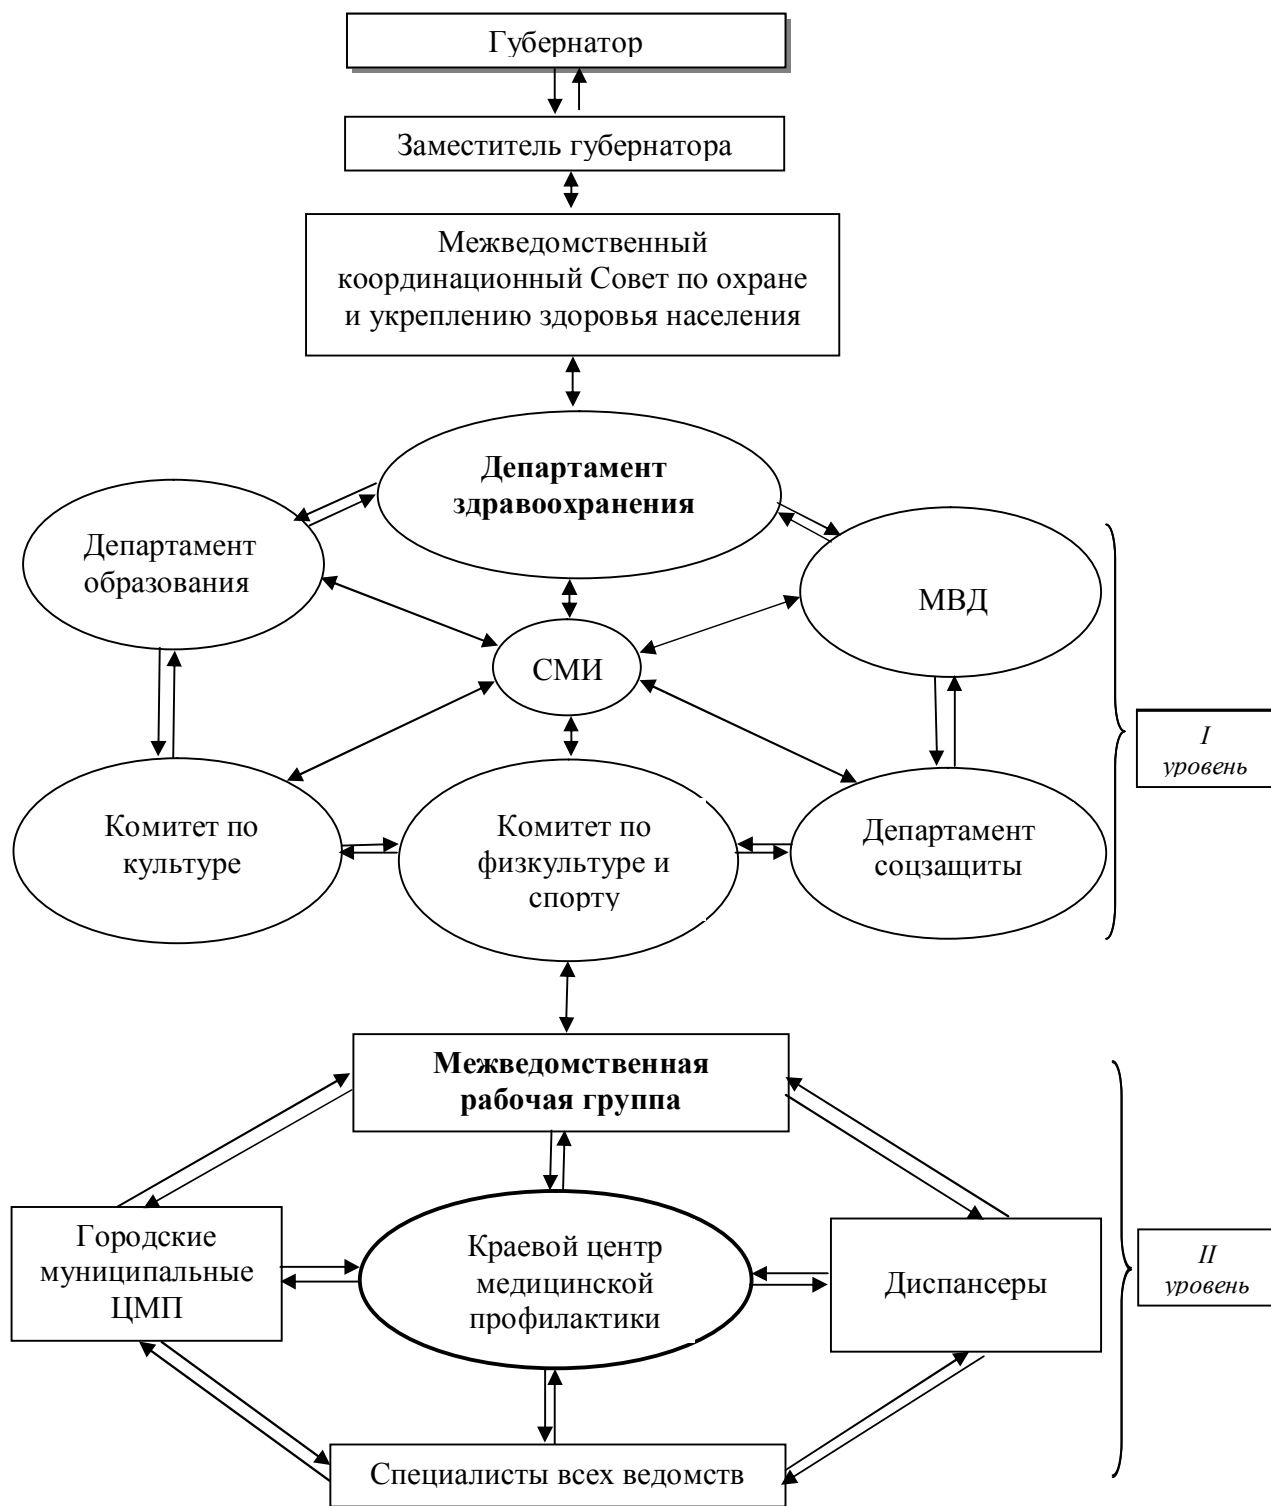 Губернатор
Заместитель губернатора
Межведомственный
координационный Совет по охране
и укреплению здоровья населения
Департамент
здравоохранения
Департамент
образования
МВД
СМИ
I
уровень
Комитет по
культуре
Комитет по
физкультуре и
спорту
Департамент
соцзащиты
Межведомственная
рабочая группа
Городские
муниципальные
ЦМП
Краевой центр
медицинской
профилактики
Диспансеры
II
уровень
Специалисты всех ведомств